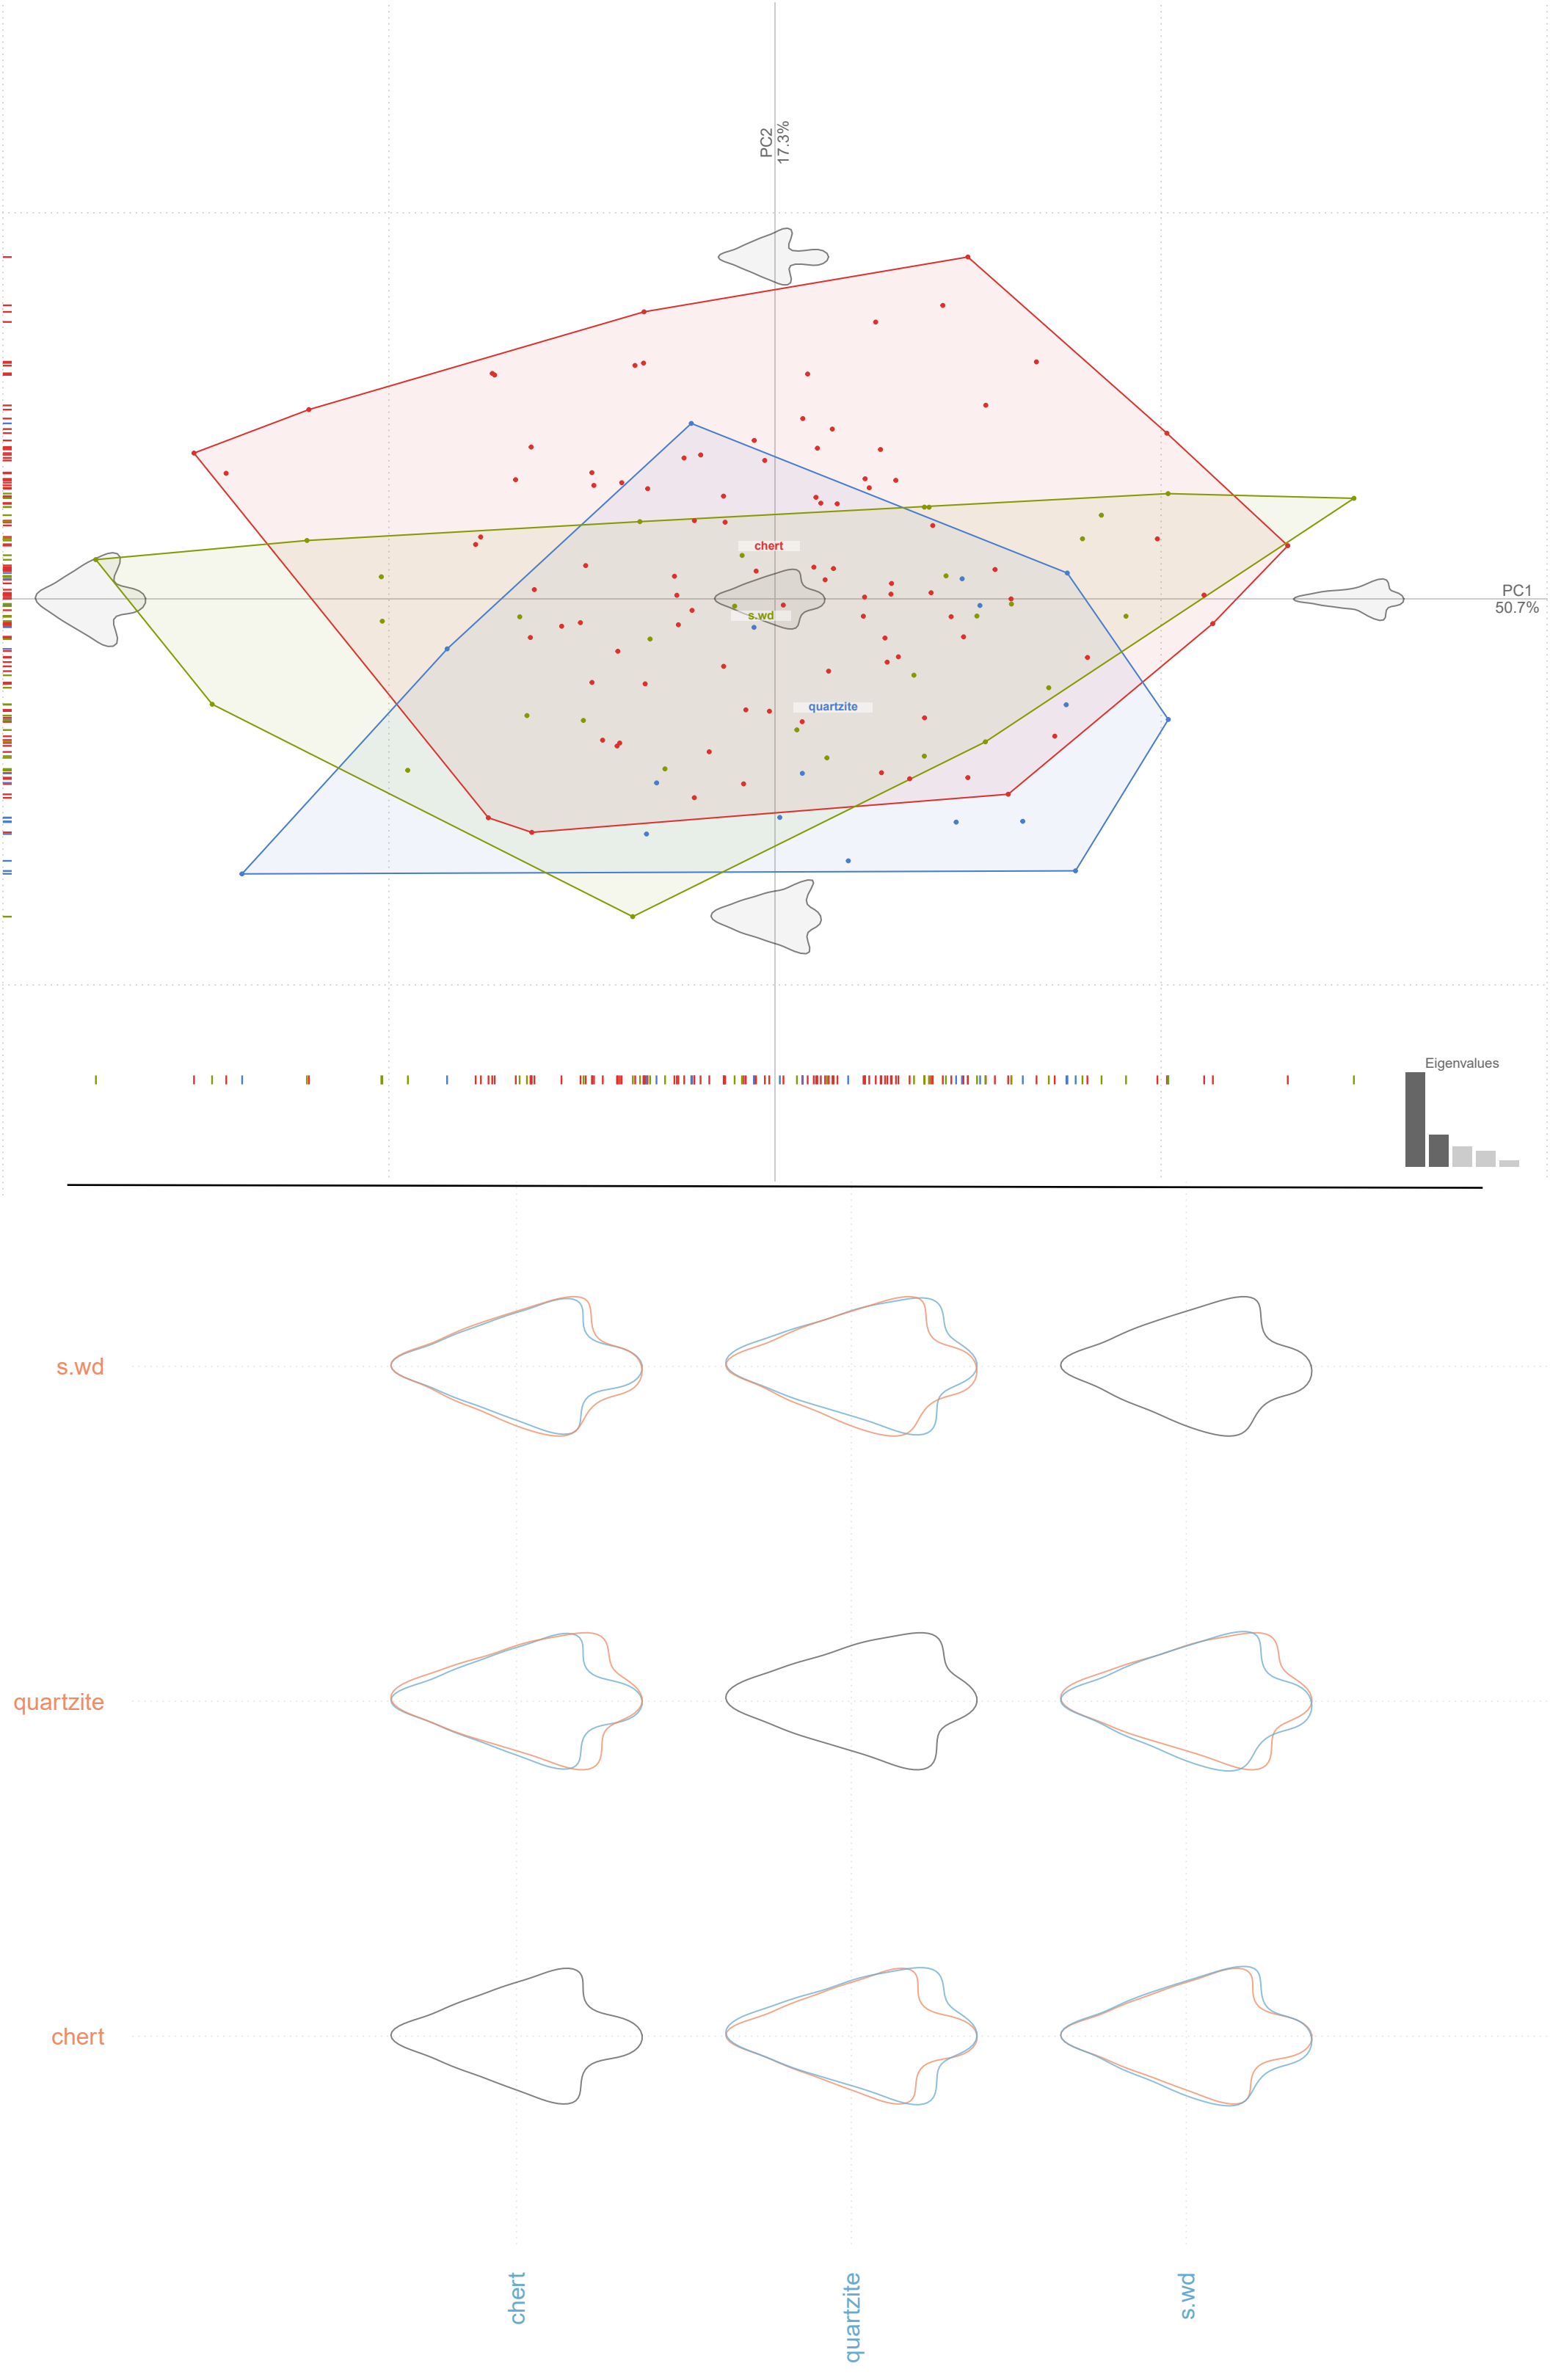 PC2
17.3%
chert
PC1
50.7%
s.wd
quartzite
Eigenvalues
s.wd
quartzite
chert
chert
quartzite
s.wd